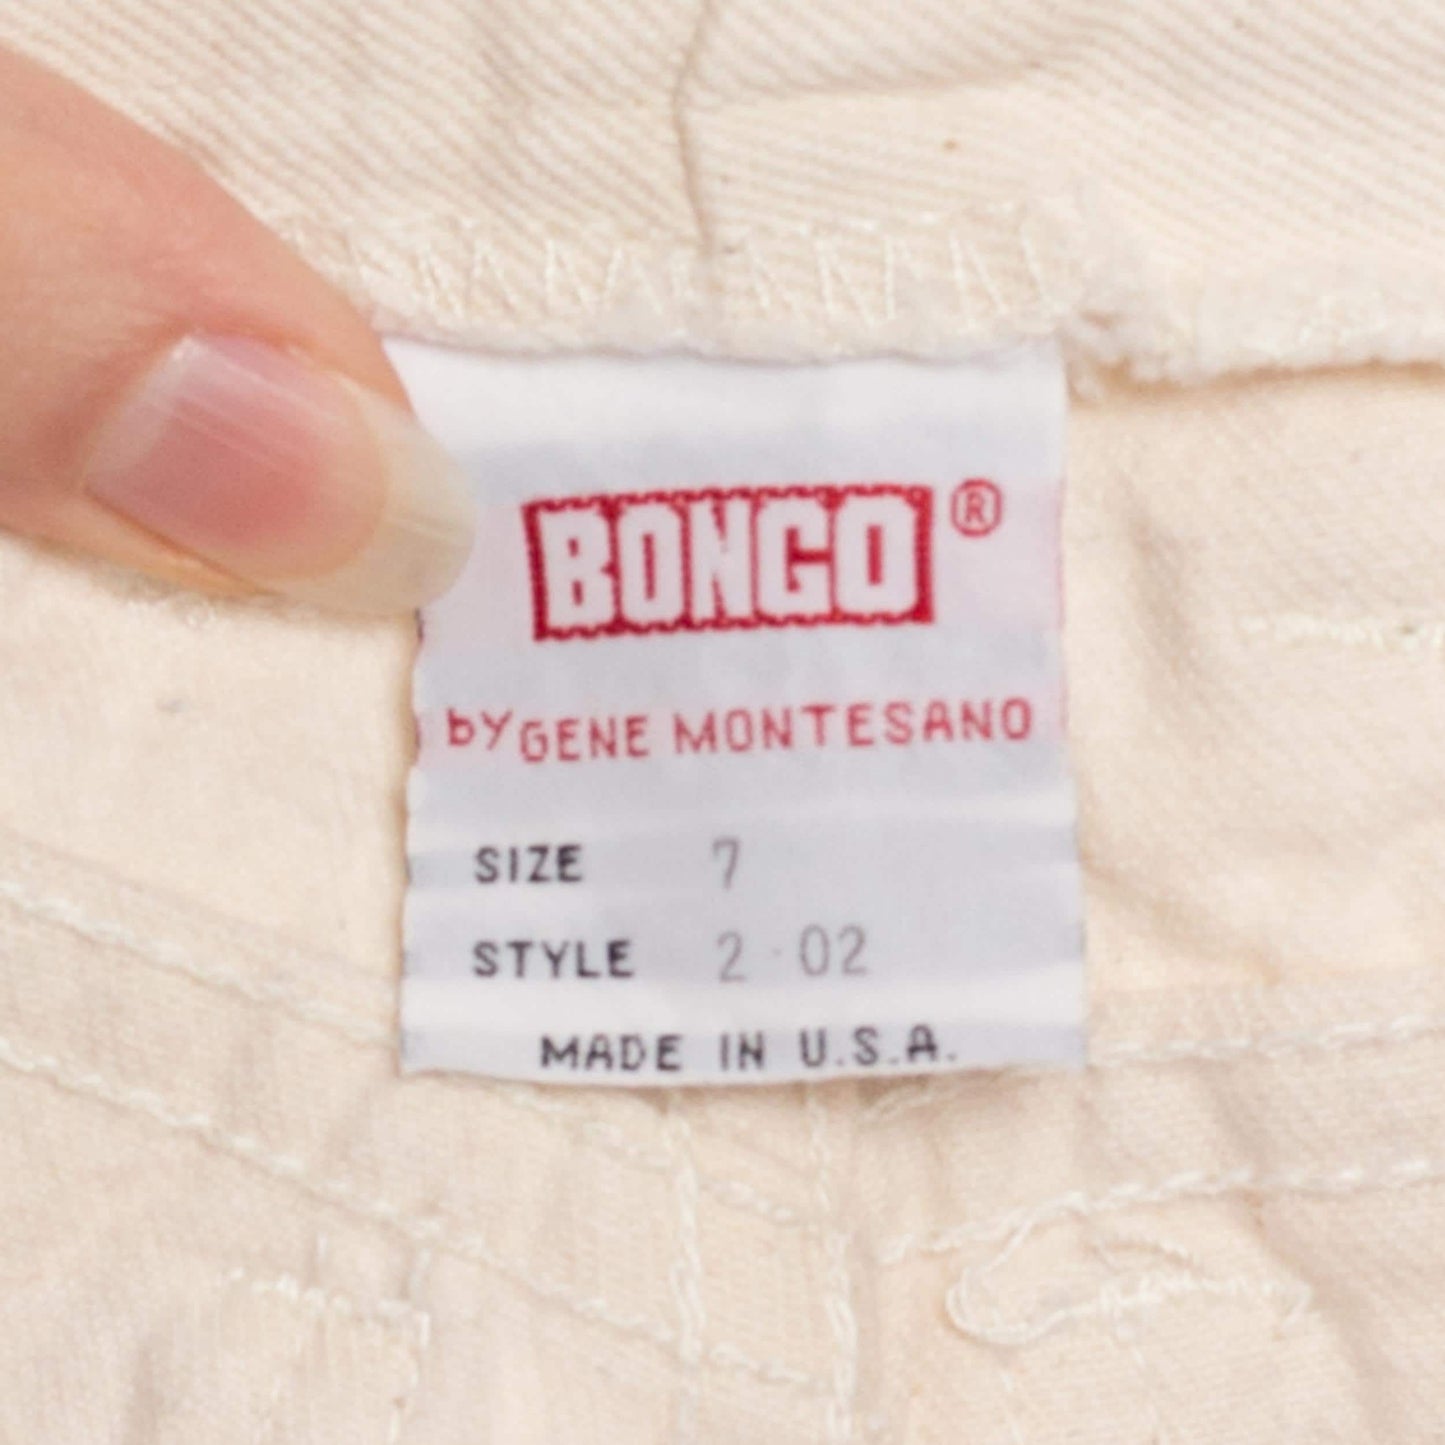 BONGO ®
by GENE MONTESANO
SIZE 7
STYLE 2-02
MADE IN U.S.A.